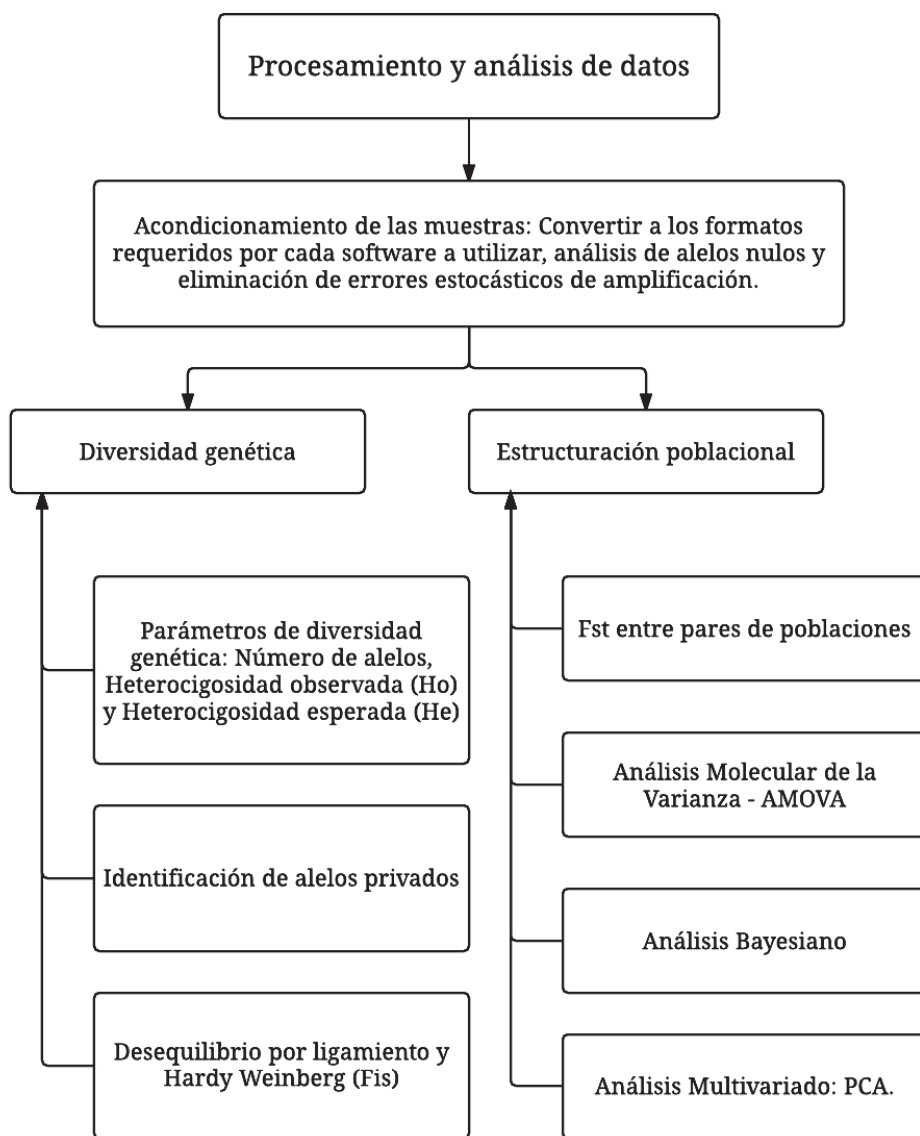 Procesamiento y análisis de datos
Acondicionamiento de las muestras: Convertir a los formatos
requeridos por cada software a utilizar, análisis de alelos nulos y
eliminación de errores estocásticos de amplificación.
Diversidad genética
Estructuración poblacional
Parámetros de diversidad
genética: Número de alelos,
Heterocigosidad observada (Ho)
y Heterocigosidad esperada (He)
Identificación de alelos privados
Desequilibrio por ligamiento y
Hardy Weinberg (Fis)
Fst entre pares de poblaciones
Análisis Molecular de la
Varianza - AMOVA
Análisis Bayesiano
Análisis Multivariado: PCA.